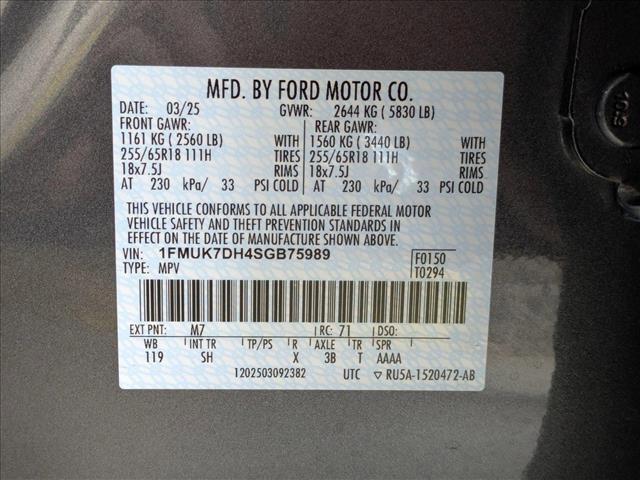 MFD. BY FORD MOTOR CO.
DATE: 03/25 GVWR: 2644 KG ( 5830 LB)
FRONT GAWR: REAR GAWR:
1161 KG ( 2560 LB) WITH 1560 KG ( 3440 LB) WITH
255/65R18 111H TIRES 255/65R18 111H TIRES
18x7.5J RIMS 18x7.5J RIMS
AT 230 kPa/ 33 PSI COLD AT 230 kPa/ 33 PSI COLD
THIS VEHICLE CONFORMS TO ALL APPLICABLE FEDERAL MOTOR
VEHICLE SAFETY AND THEFT PREVENTION STANDARDS IN
EFFECT ON THE DATE OF MANUFACTURE SHOWN ABOVE.
VIN: 1FMUK7DH4SGB75989 F0150
TYPE: MPV T0294
EXT PNT: M7 RC: 71 DSO:
WB INT TR TP/PS R AXLE TR SPR
119 SH X 3B T AAAA
1202503092382 UTC ▽ RU5A-1520472-AB